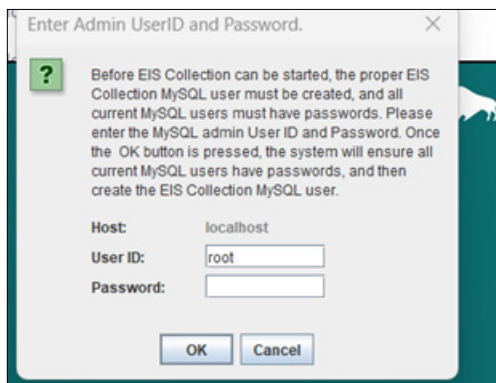 Enter Admin UserID and Password.
?
Before EIS Collection can be started, the proper EIS
Collection MySQL user must be created, and all
current MySQL users must have passwords. Please
enter the MySQL admin User ID and Password. Once
the OK button is pressed, the system will ensure all
current MySQL users have passwords, and then
create the EIS Collection MySQL user.
Host: localhost
User ID: root
Password:
OK Cancel